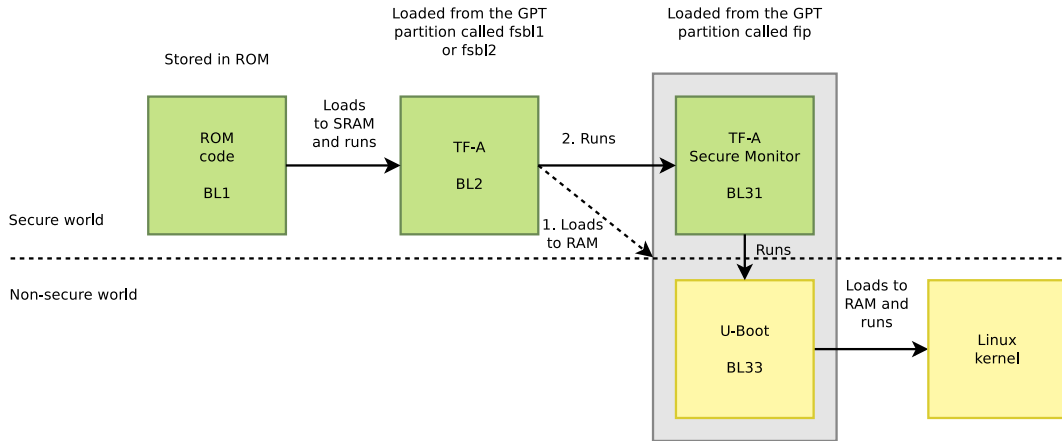 Loaded from the GPT
partition called fsbl1
or fsbl2
Loaded from the GPT
partition called fip
Stored in ROM
ROM
code
BL1
Loads
to SRAM
and runs
TF-A
BL2
2. Runs
TF-A
Secure Monitor
BL31
1. Loads
to RAM
Secure world
Runs
Non-secure world
U-Boot
BL33
Loads to
RAM and
runs
Linux
kernel